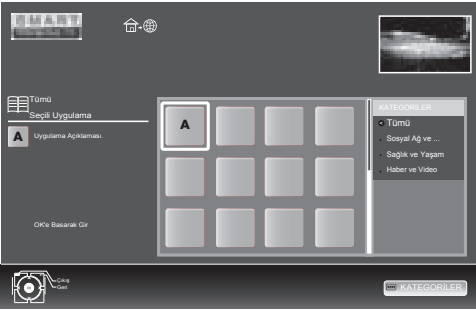 SMART
Tümü
Seçili Uygulama
A
Uygulama Açıklaması.
OK'e Basarak Gir
A
KATEGORİLER
Tümü
Sosyal Ağ ve ...
Sağlık ve Yaşam
Haber ve Video
Çıkış
Geri
KATEGORİLER